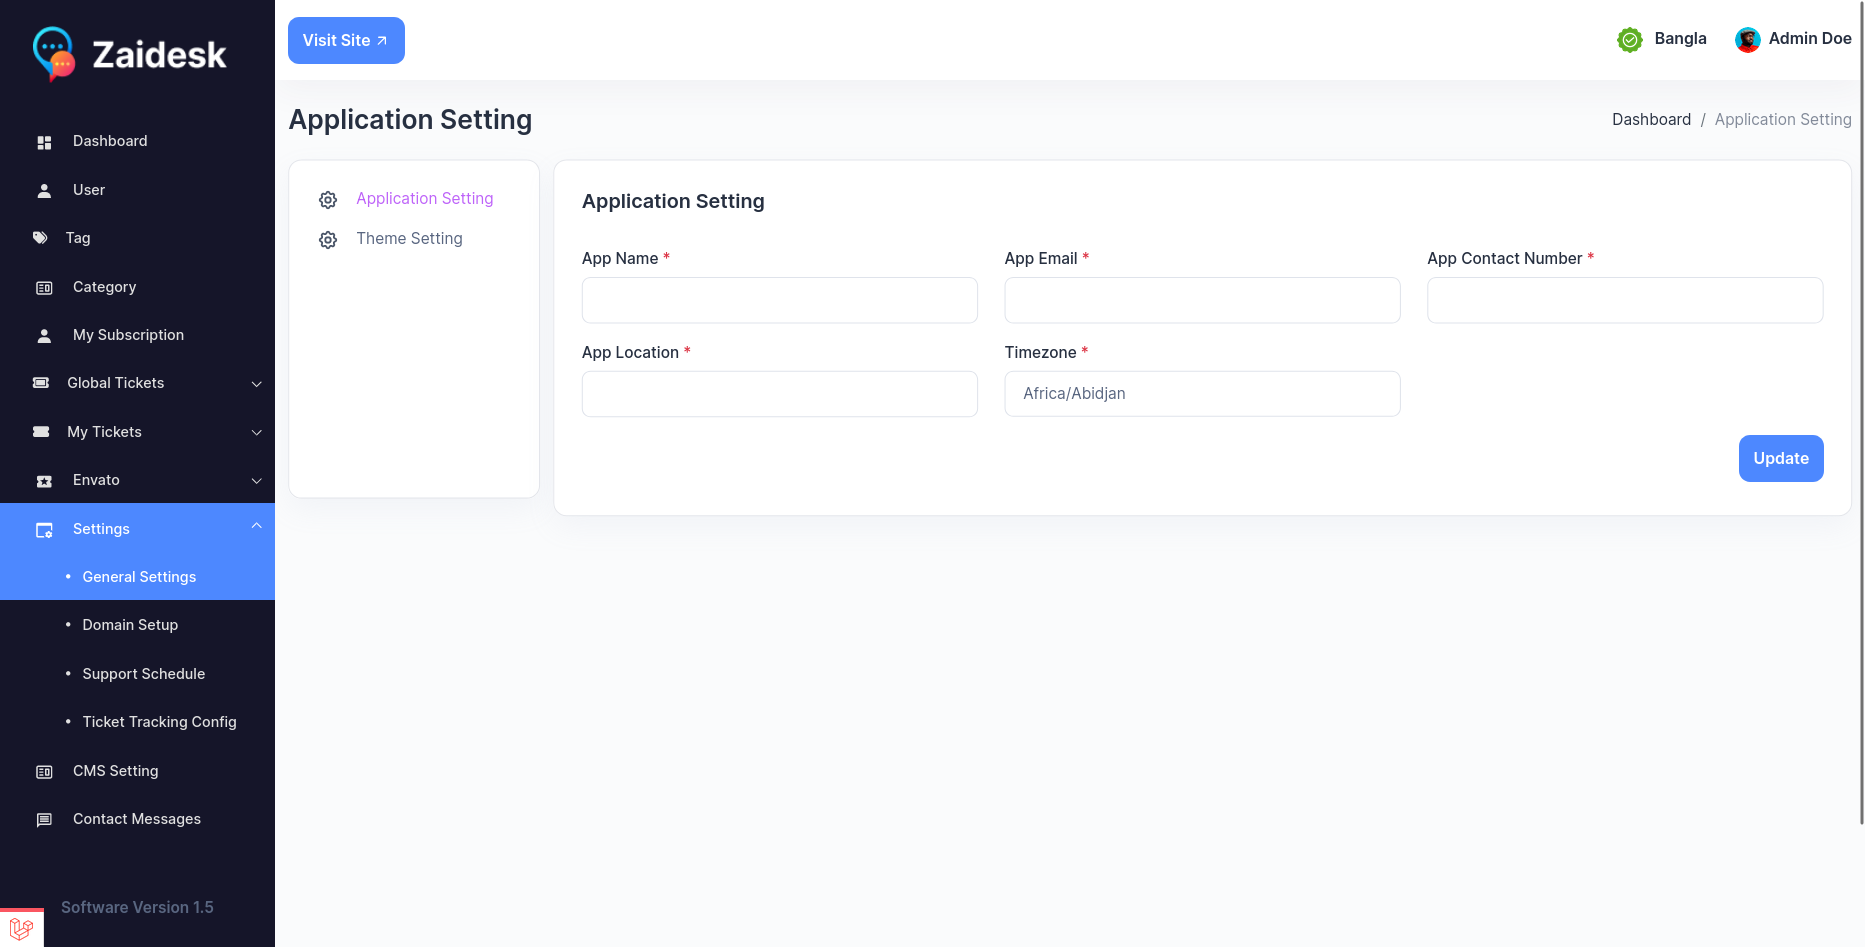 Zaidesk
Visit Site
Bangla
Admin Doe
Dashboard
User
Tag
Category
My Subscription
Global Tickets
My Tickets
Envato
Settings
• General Settings
• Domain Setup
• Support Schedule
• Ticket Tracking Config
CMS Setting
Contact Messages
Software Version 1.5
Application Setting
Dashboard / Application Setting
Application Setting
Theme Setting
Application Setting
App Name *
App Email *
App Contact Number *
App Location *
Timezone *
Africa/Abidjan
Update